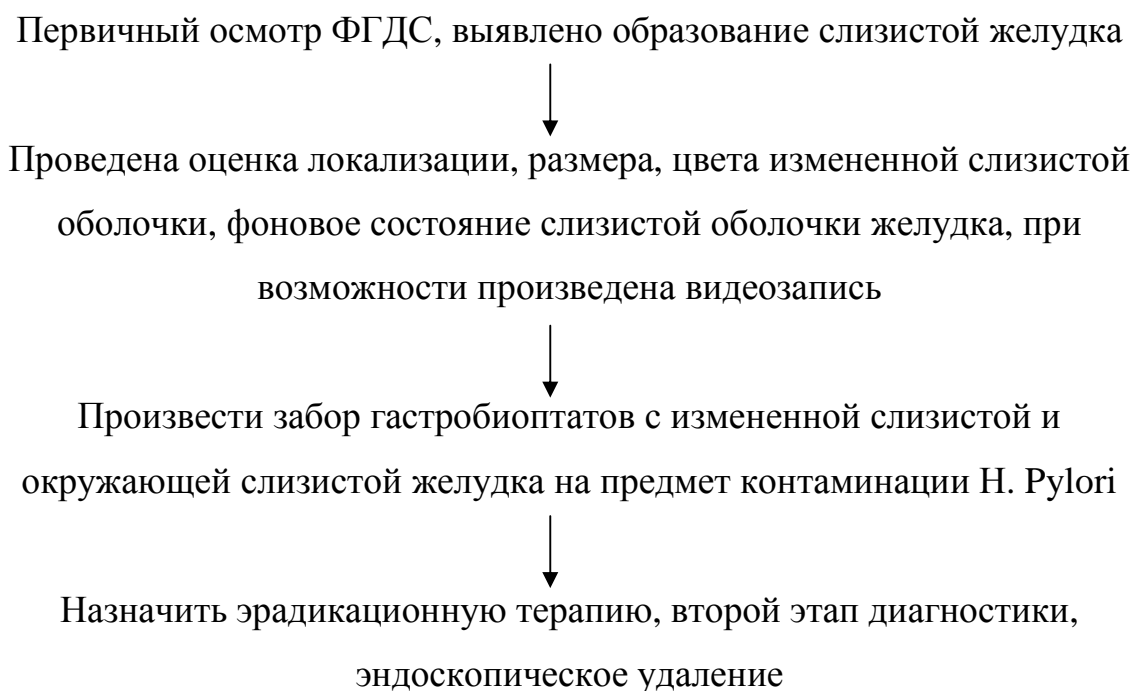 Первичный осмотр ФГДС, выявлено образование слизистой желудка
Проведена оценка локализации, размера, цвета измененной слизистой
оболочки, фоновое состояние слизистой оболочки желудка, при
возможности произведена видеозапись
Произвести забор гастробиоптатов с измененной слизистой и
окружающей слизистой желудка на предмет контаминации H. Pylori
Назначить эрадикационную терапию, второй этап диагностики,
эндоскопическое удаление